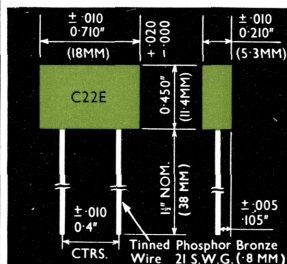 ± ·010
0·710"
(18MM)
+ ·020
- ·000
± ·010
0·210"
(5·3MM)
C22E
0·450"
(11·4MM)
1½" NOM.
(38 MM)
± ·010
0·4"
CTRS.
± ·005
·105"
Tinned Phosphor Bronze
Wire 21 S.W.G. (·8 MM)